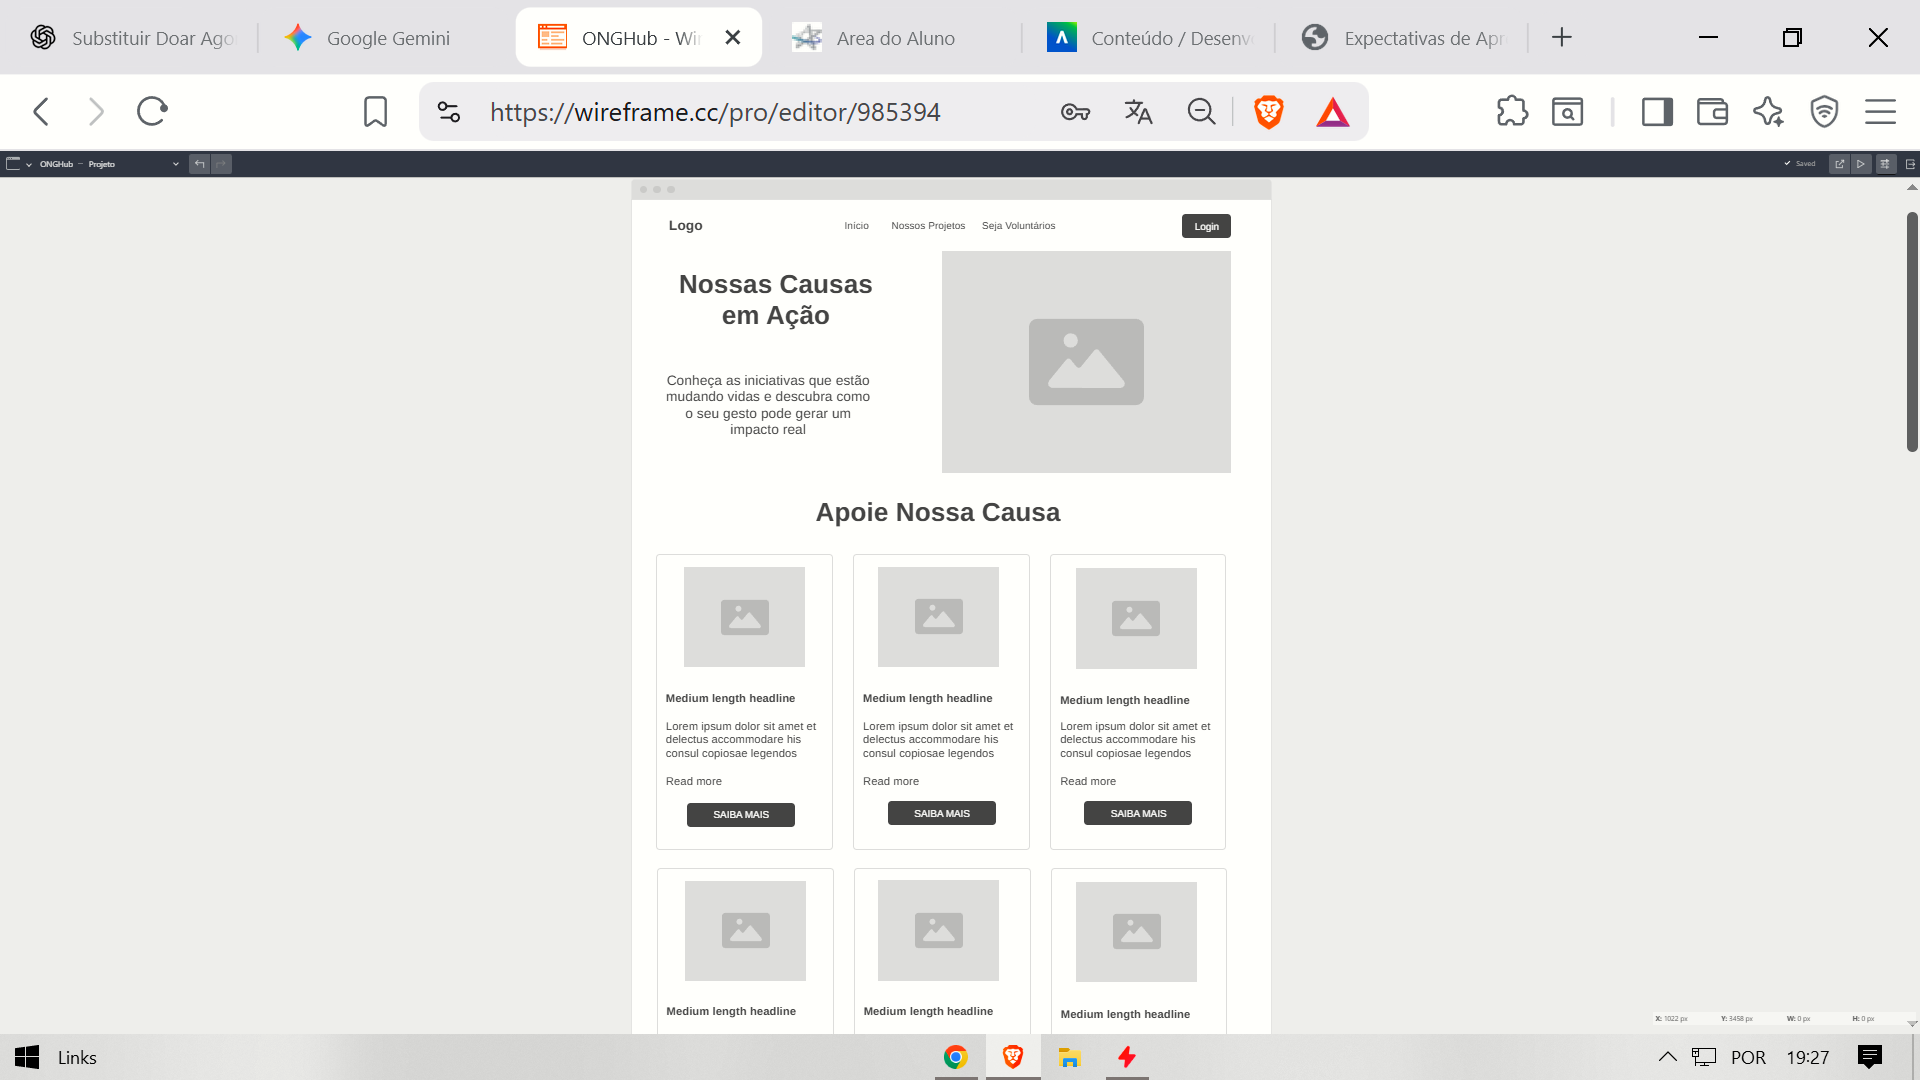 Substituir Doar Ago
Google Gemini
ONGHub - Wi
Area do Aluno
Conteúdo / Desenv
Expectativas de Apr
https://wireframe.cc/pro/editor/985394
ONGHub – Projeto
Saved
Logo
Início
Nossos Projetos
Seja Voluntários
Login
Nossas Causas
em Ação
Conheça as iniciativas que estão
mudando vidas e descubra como
o seu gesto pode gerar um
impacto real
Apoie Nossa Causa
Medium length headline
Lorem ipsum dolor sit amet et
delectus accommodare his
consul copiosae legendos
Read more
SAIBA MAIS
Medium length headline
Lorem ipsum dolor sit amet et
delectus accommodare his
consul copiosae legendos
Read more
SAIBA MAIS
Medium length headline
Lorem ipsum dolor sit amet et
delectus accommodare his
consul copiosae legendos
Read more
SAIBA MAIS
Medium length headline
Medium length headline
Medium length headline
X: 1022 px Y: 3458 px W: 0 px H: 0 px
Links
POR
19:27